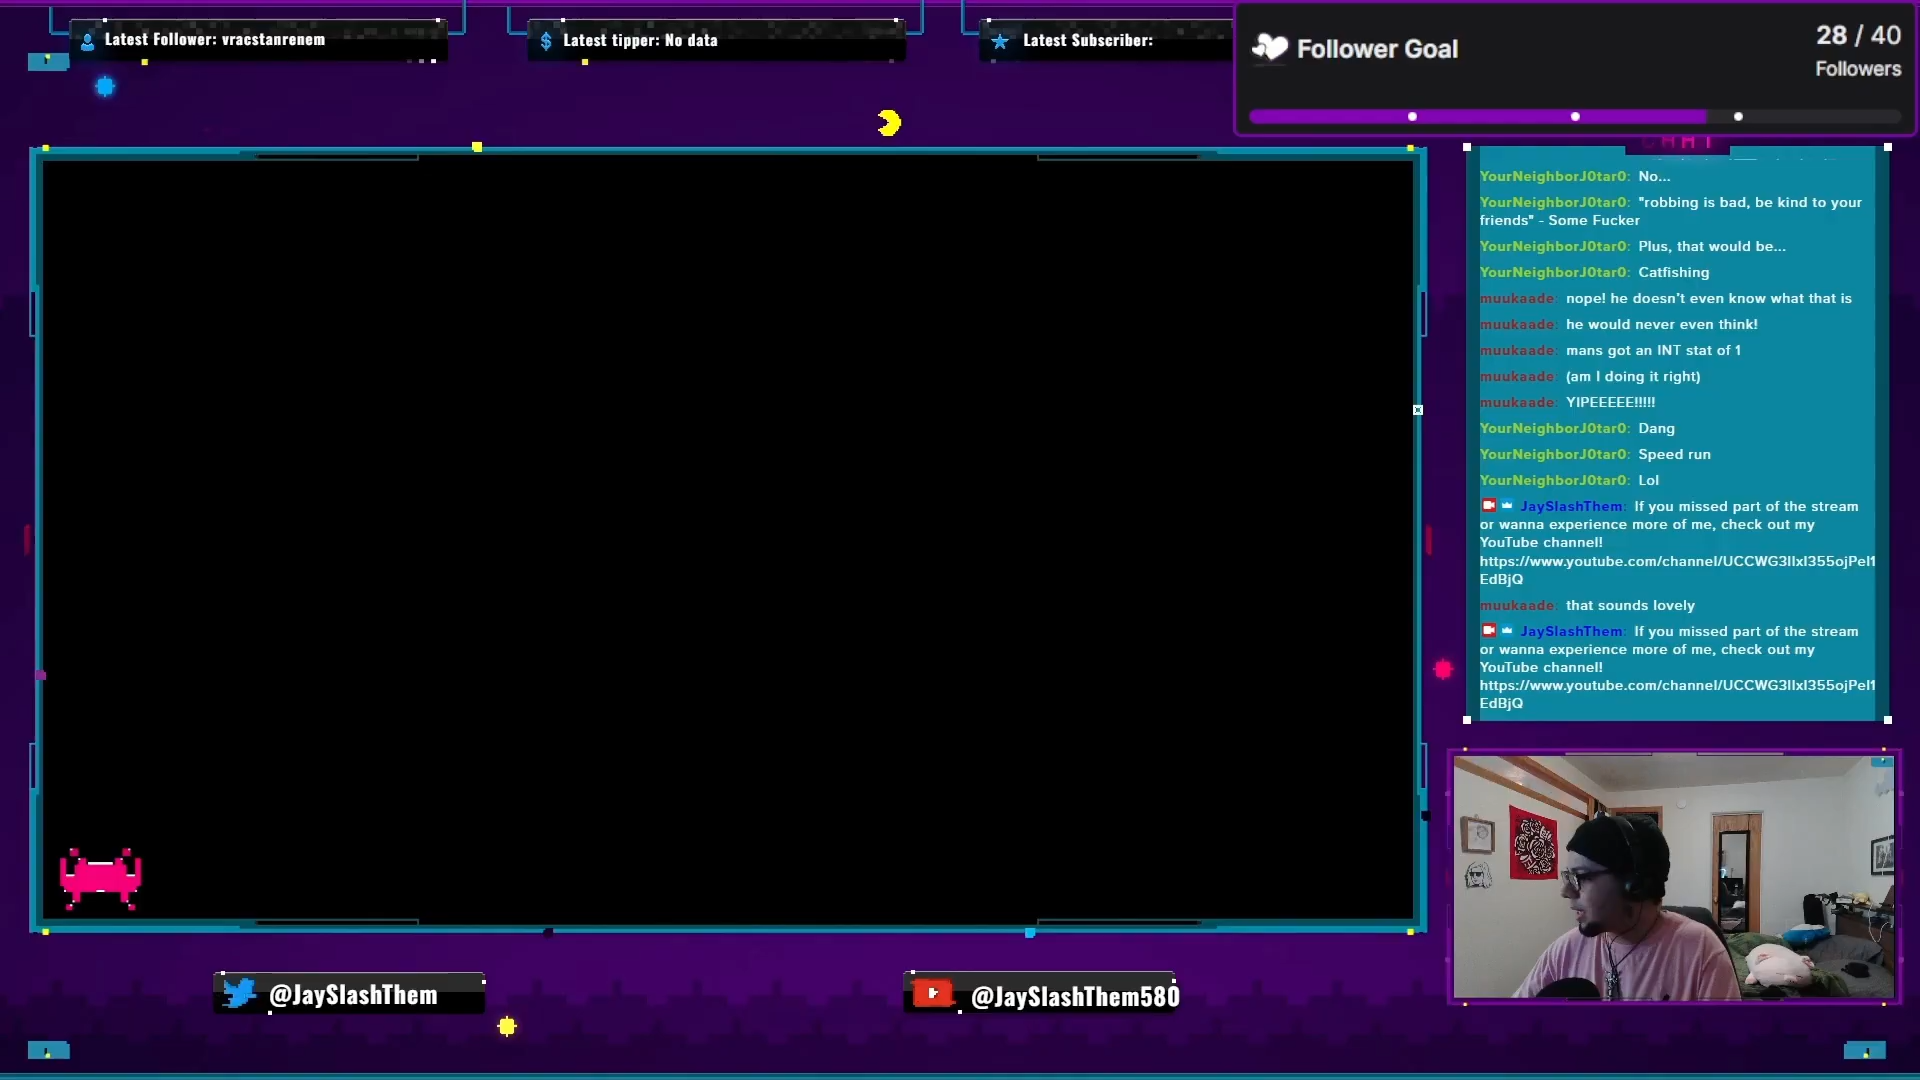 Latest Follower: vracstanrenem
Latest tipper: No data
Latest Subscriber:
Follower Goal
28 / 40
Followers
CHAT
YourNeighborJ0tar0: No...
YourNeighborJ0tar0: "robbing is bad, be kind to your
friends" - Some Fucker
YourNeighborJ0tar0: Plus, that would be...
YourNeighborJ0tar0: Catfishing
muukaade: nope! he doesn't even know what that is
muukaade: he would never even think!
muukaade: mans got an INT stat of 1
muukaade: (am I doing it right)
muukaade: YIPEEEEE!!!!!
YourNeighborJ0tar0: Dang
YourNeighborJ0tar0: Speed run
YourNeighborJ0tar0: Lol
JaySlashThem: If you missed part of the stream
or wanna experience more of me, check out my
YouTube channel!
https://www.youtube.com/channel/UCCWG3IIxI355ojPeI1
EdBjQ
muukaade: that sounds lovely
JaySlashThem: If you missed part of the stream
or wanna experience more of me, check out my
YouTube channel!
https://www.youtube.com/channel/UCCWG3IIxI355ojPeI1
EdBjQ
@JaySlashThem
@JaySlashThem580